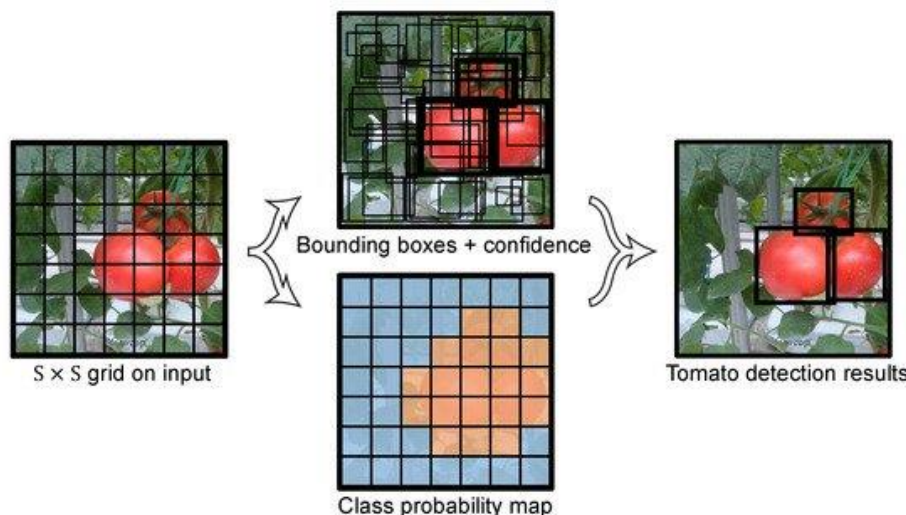 Bounding boxes + confidence
S × S grid on input
Tomato detection results
Class probability map